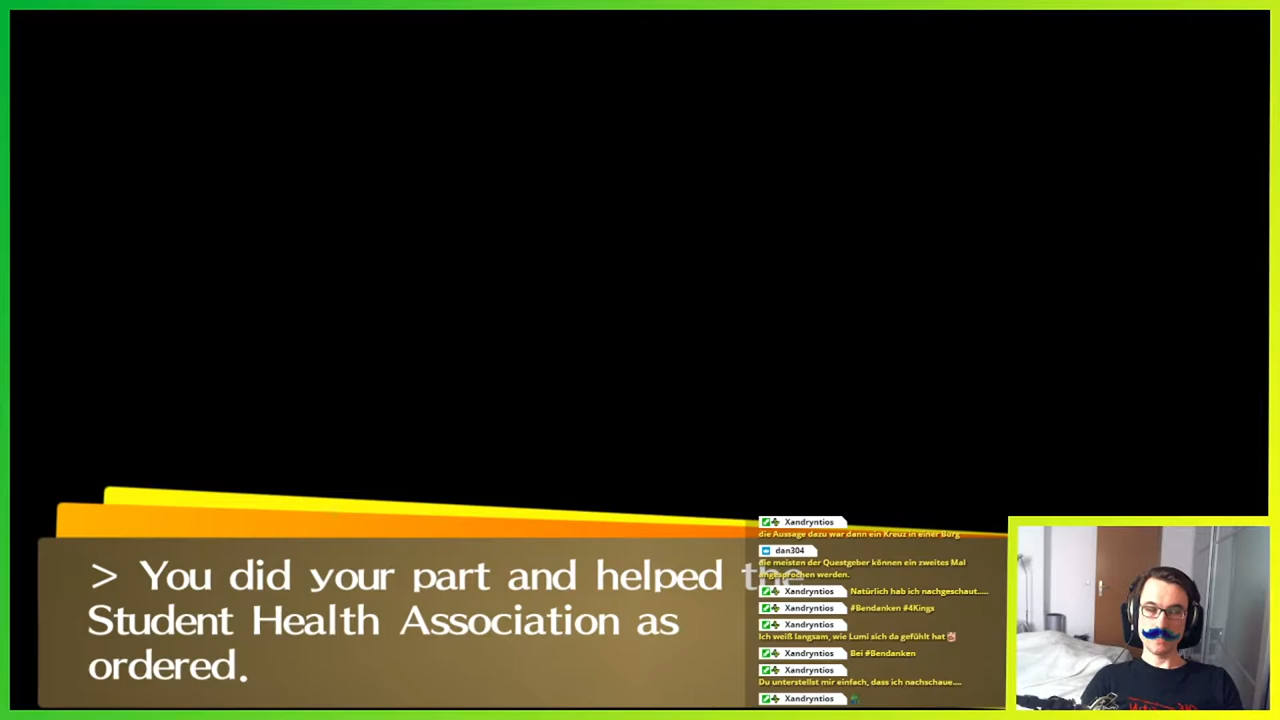 > You did your part and helped the
Student Health Association as
ordered.
Xandryntios
die Aussage dazu war dann ein Kreuz in einer Burg
dan304
die meisten der Questgeber können ein zweites Mal
angesprochen werden.
Xandryntios Natürlich hab ich nachgeschaut.....
Xandryntios #Bendanken #4Kings
Xandryntios
Ich weiß langsam, wie Lumi sich da gefühlt hat
Xandryntios Bei #Bendanken
Xandryntios
Du unterstellst mir einfach, dass ich nachschaue....
Xandryntios